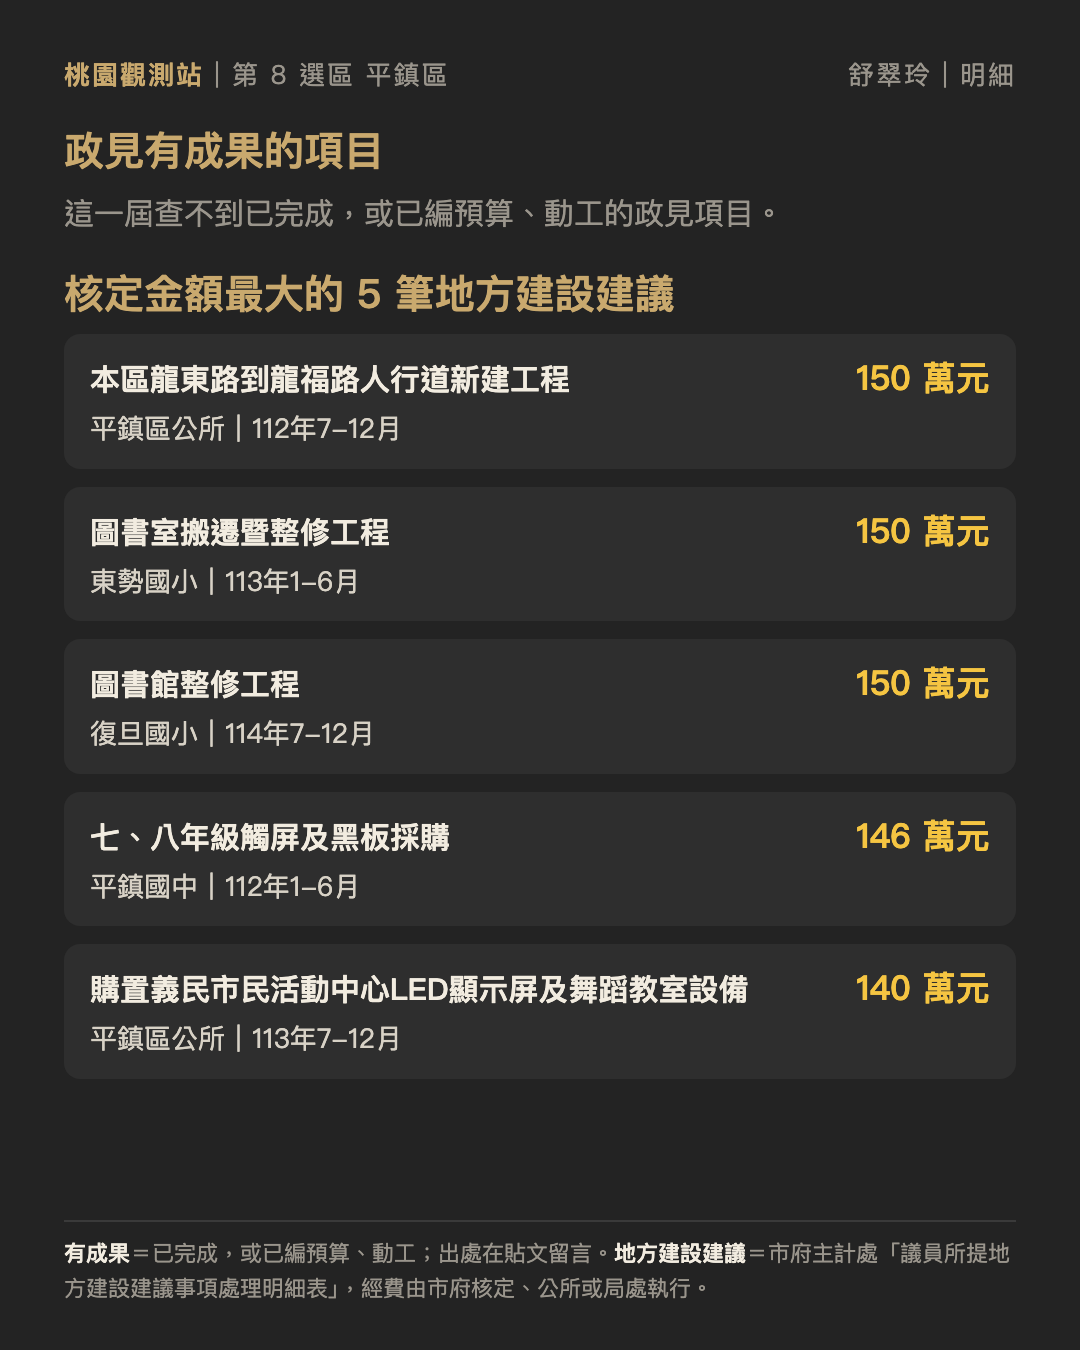 桃園觀測站｜第 8 選區 平鎮區
舒翠玲｜明細
政見有成果的項目
這一屆查不到已完成，或已編預算、動工的政見項目。
核定金額最大的 5 筆地方建設建議
本區龍東路到龍福路人行道新建工程
150 萬元
平鎮區公所｜112年7–12月
圖書室搬遷暨整修工程
150 萬元
東勢國小｜113年1–6月
圖書館整修工程
150 萬元
復旦國小｜114年7–12月
七、八年級觸屏及黑板採購
146 萬元
平鎮國中｜112年1–6月
購置義民市民活動中心LED顯示屏及舞蹈教室設備
140 萬元
平鎮區公所｜113年7–12月
有成果＝已完成，或已編預算、動工；出處在貼文留言。地方建設建議＝市府主計處「議員所提地
方建設建議事項處理明細表」，經費由市府核定、公所或局處執行。